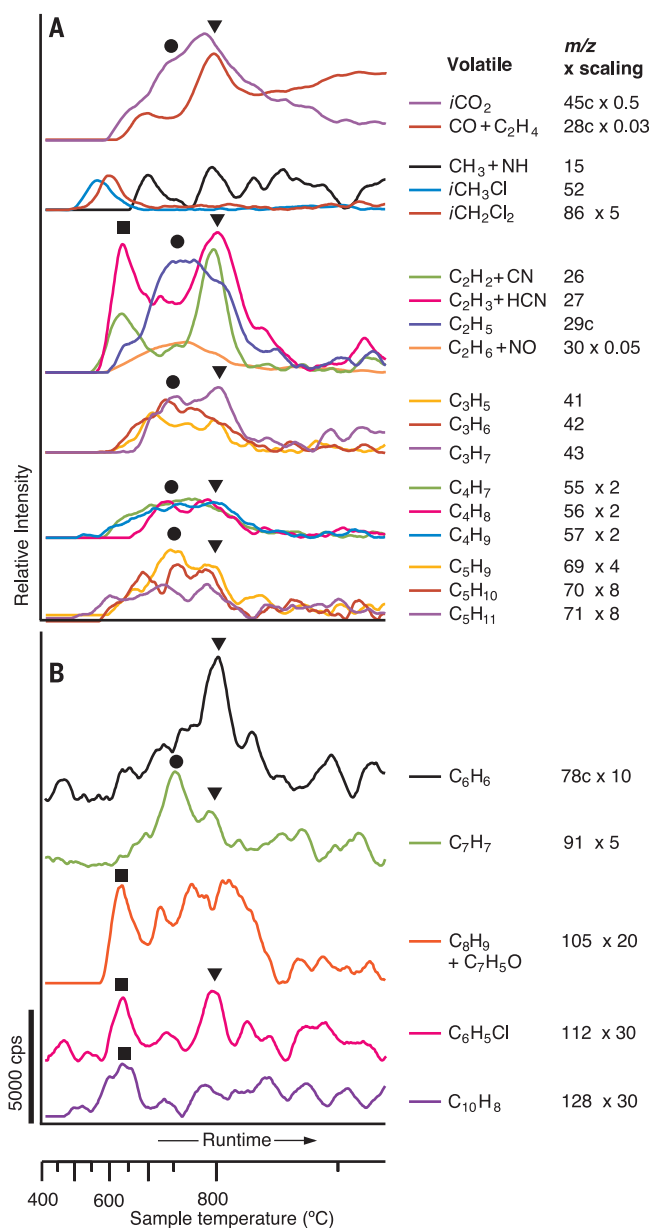 A
Volatile
m/z
x scaling
iCO₂ 45c x 0.5
CO + C₂H₄ 28c x 0.03
CH₃ + NH 15
iCH₃Cl 52
iCH₂Cl₂ 86 x 5
C₂H₂ + CN 26
C₂H₃ + HCN 27
C₂H₅ 29c
C₂H₆ + NO 30 x 0.05
C₃H₅ 41
C₃H₆ 42
C₃H₇ 43
C₄H₇ 55 x 2
C₄H₈ 56 x 2
C₄H₉ 57 x 2
C₅H₉ 69 x 4
C₅H₁₀ 70 x 8
C₅H₁₁ 71 x 8
Relative Intensity
B
C₆H₆ 78c x 10
C₇H₇ 91 x 5
C₈H₉ 105 x 20
+ C₇H₅O
C₆H₅Cl 112 x 30
C₁₀H₈ 128 x 30
5000 cps
Runtime
400 600 800
Sample temperature (ºC)